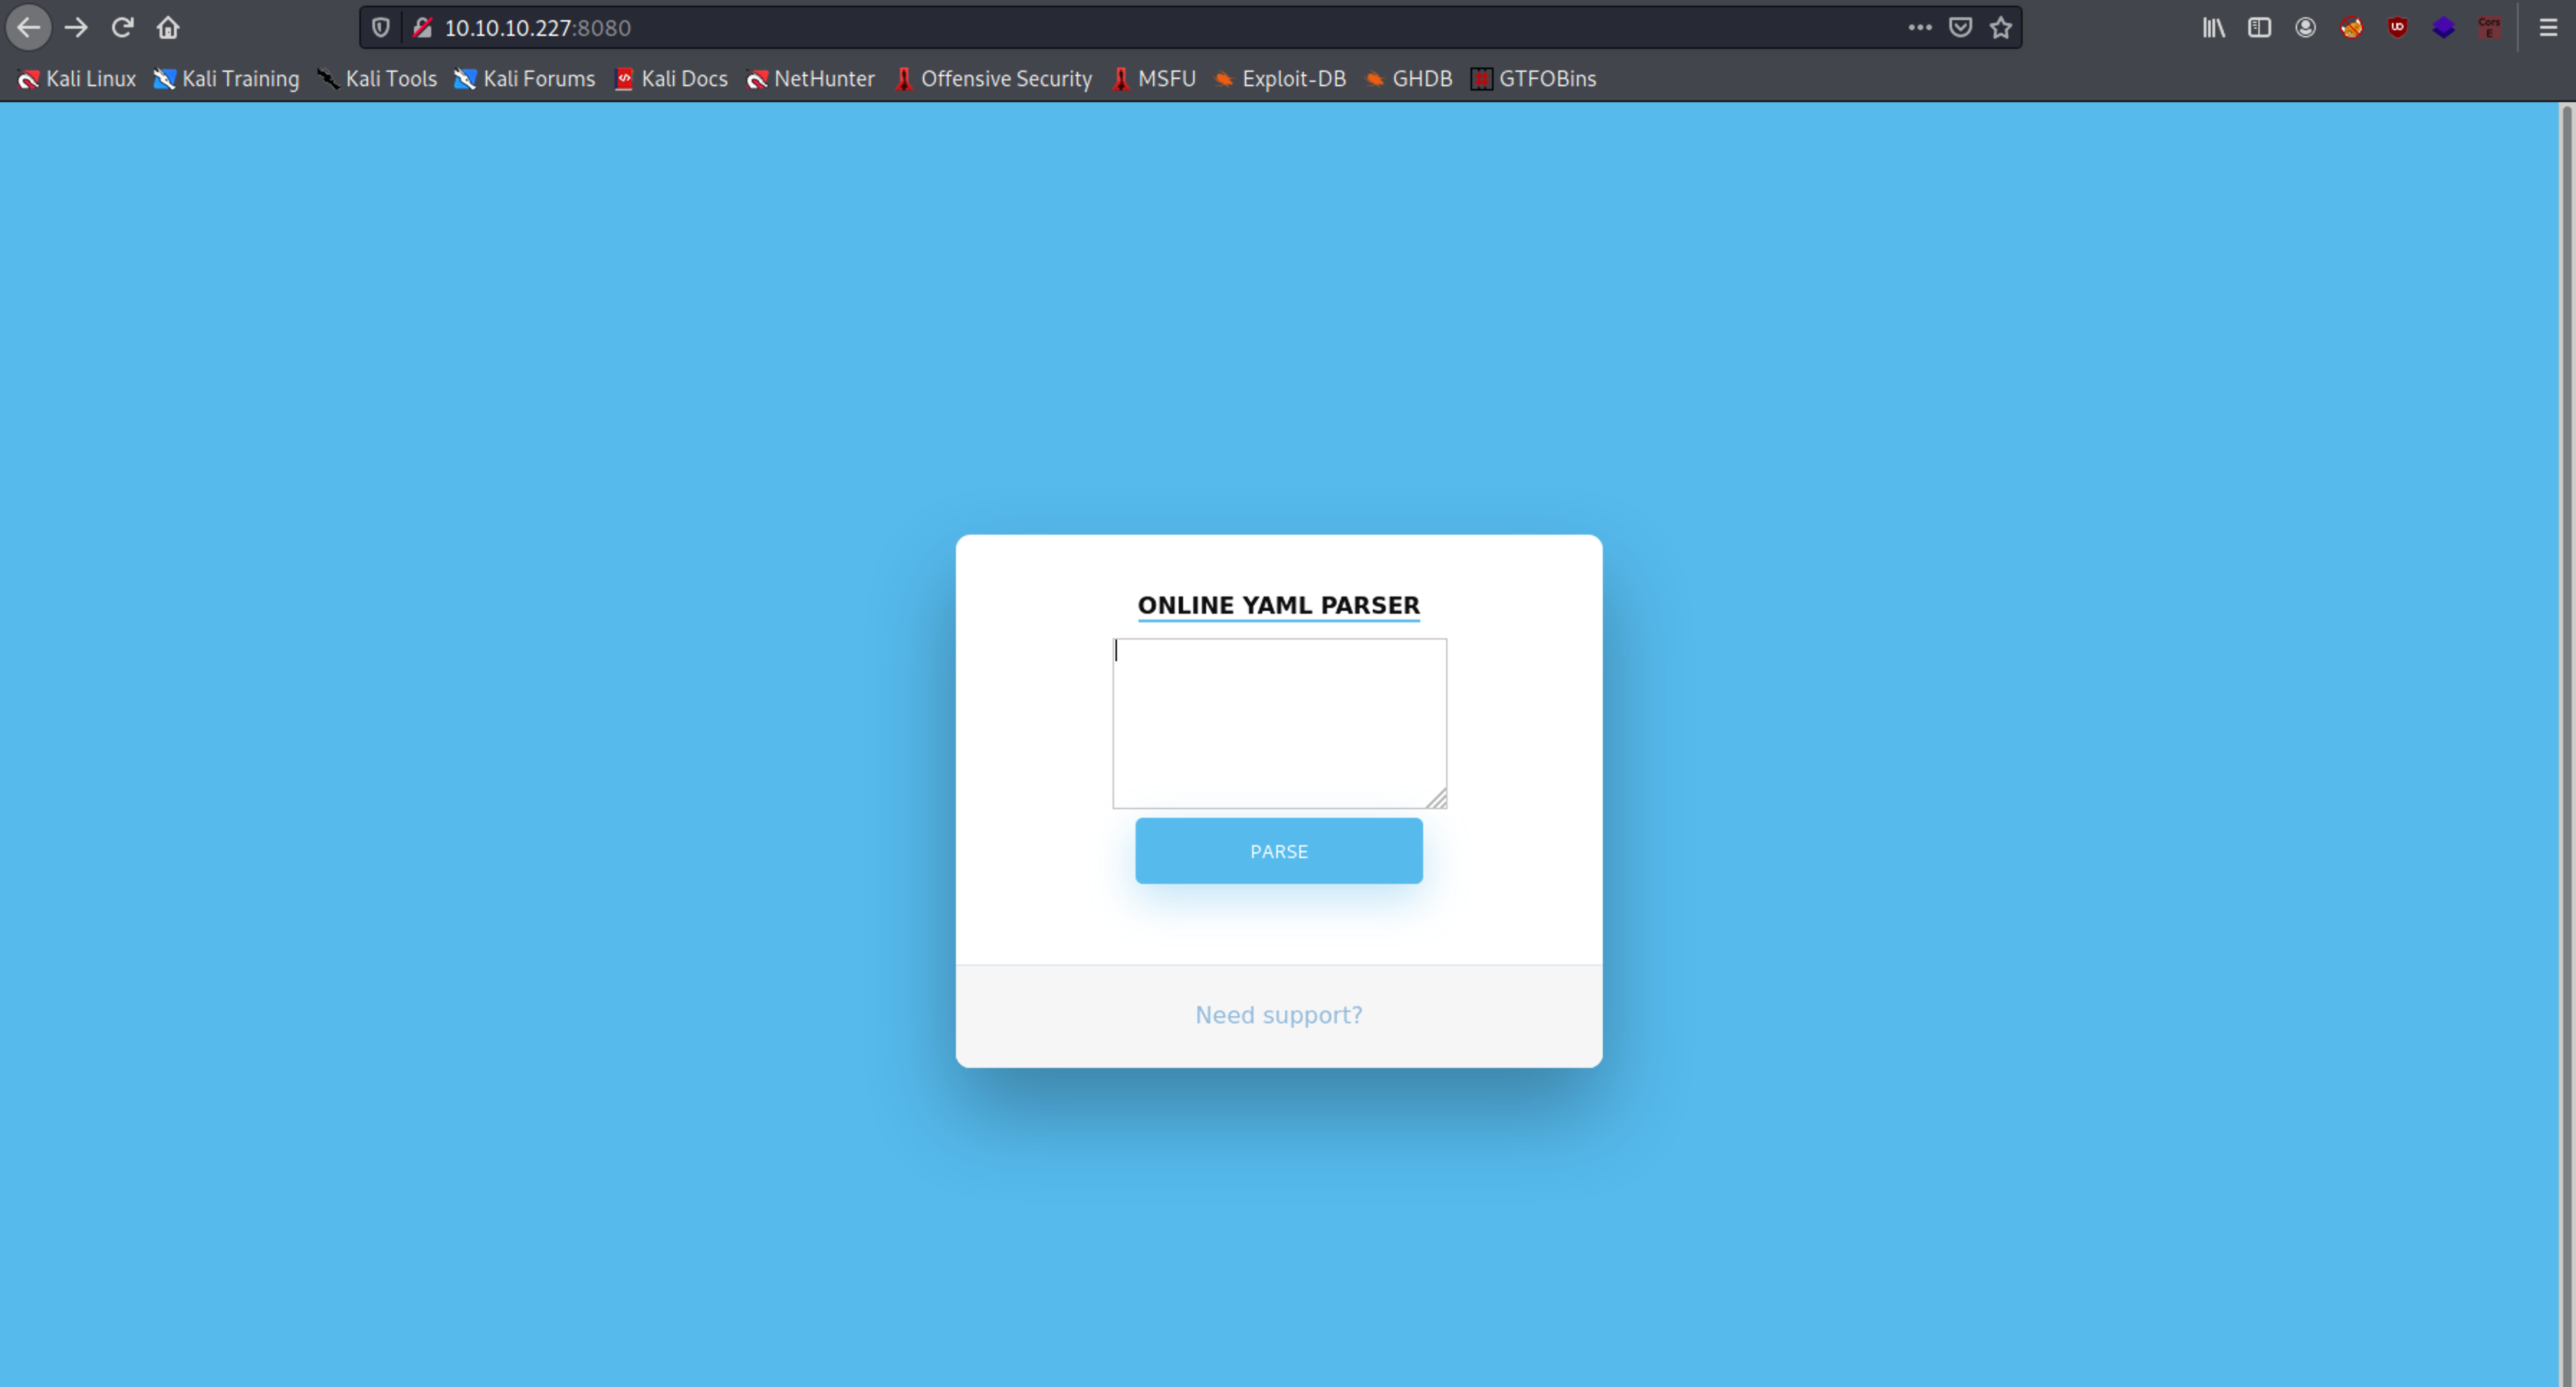 10.10.10.227:8080
Cors
E
Kali Linux Kali Training Kali Tools Kali Forums Kali Docs NetHunter Offensive Security MSFU Exploit-DB GHDB GTFOBins
ONLINE YAML PARSER
PARSE
Need support?